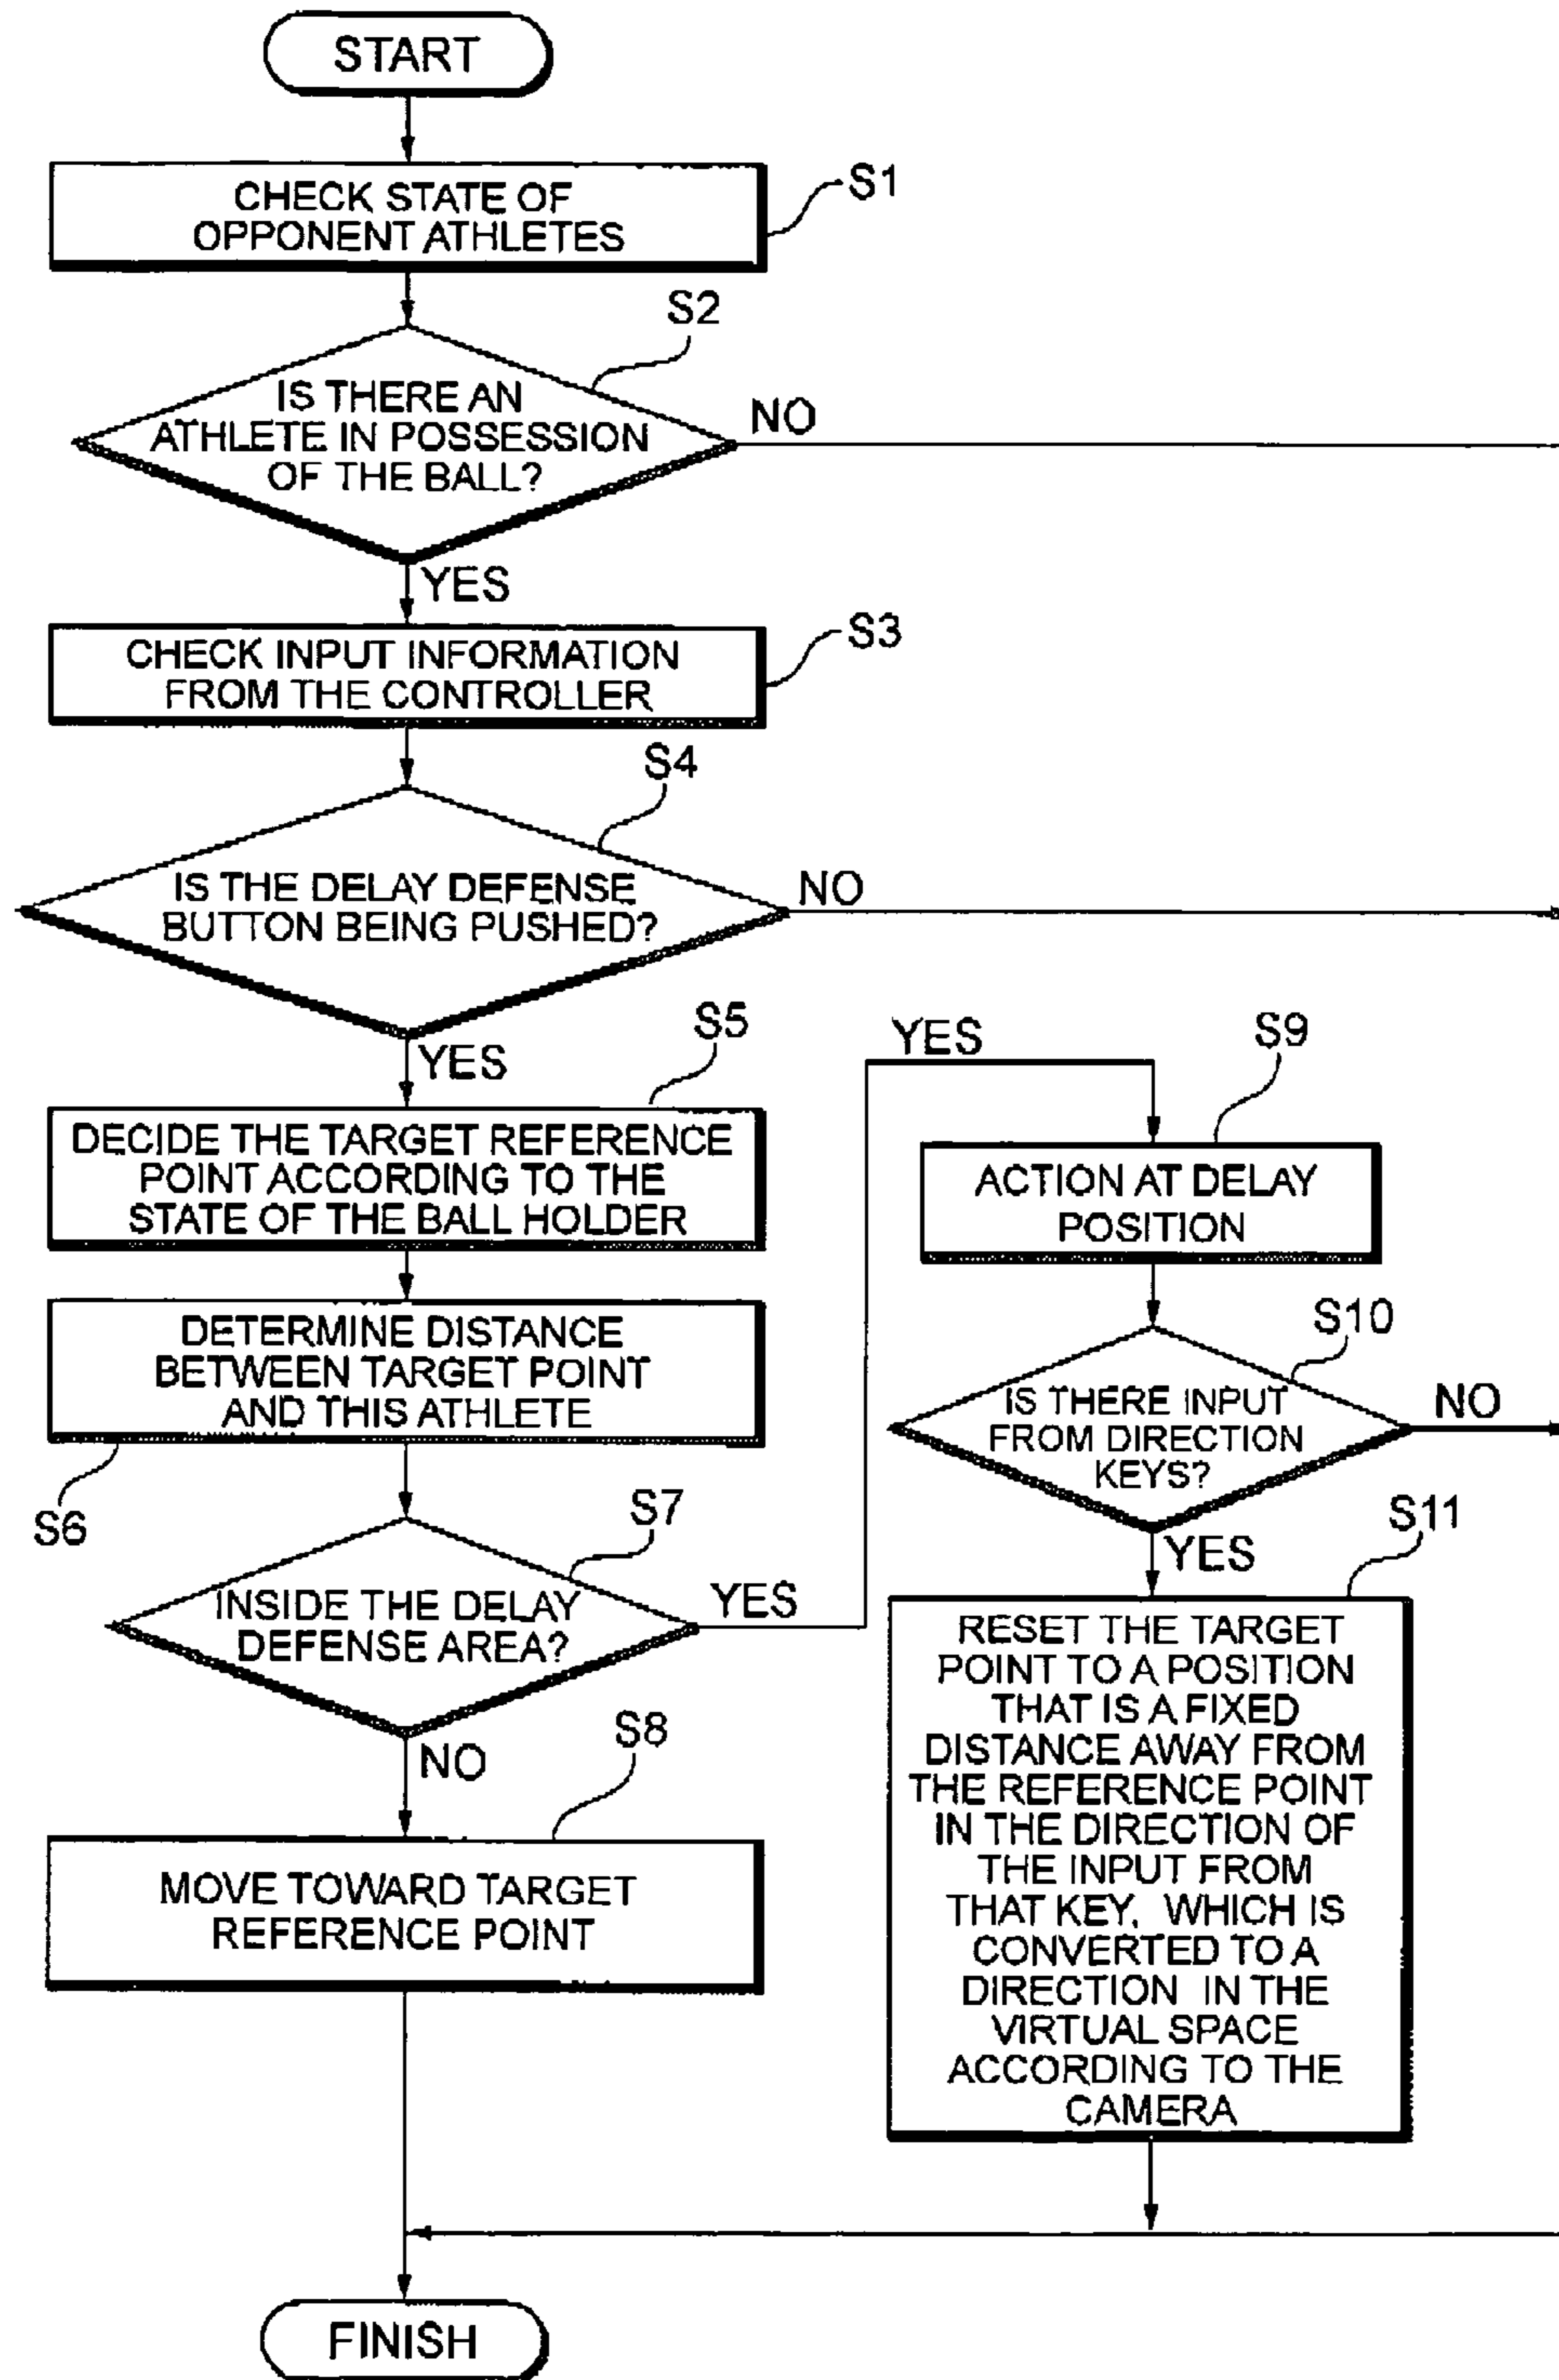 START
CHECK STATE OF
OPPONENT ATHLETES
S1
S2
IS THERE AN
ATHLETE IN POSSESSION
OF THE BALL?
NO
YES
CHECK INPUT INFORMATION
FROM THE CONTROLLER
S3
S4
IS THE DELAY DEFENSE
BUTTON BEING PUSHED?
NO
YES
S5
DECIDE THE TARGET REFERENCE
POINT ACCORDING TO THE
STATE OF THE BALL HOLDER
DETERMINE DISTANCE
BETWEEN TARGET POINT
AND THIS ATHLETE
S6
S7
INSIDE THE DELAY
DEFENSE AREA?
YES
NO
S8
MOVE TOWARD TARGET
REFERENCE POINT
YES
S9
ACTION AT DELAY
POSITION
S10
IS THERE INPUT
FROM DIRECTION
KEYS?
NO
YES
S11
RESET THE TARGET
POINT TO A POSITION
THAT IS A FIXED
DISTANCE AWAY FROM
THE REFERENCE POINT
IN THE DIRECTION OF
THE INPUT FROM
THAT KEY, WHICH IS
CONVERTED TO A
DIRECTION IN THE
VIRTUAL SPACE
ACCORDING TO THE
CAMERA
FINISH